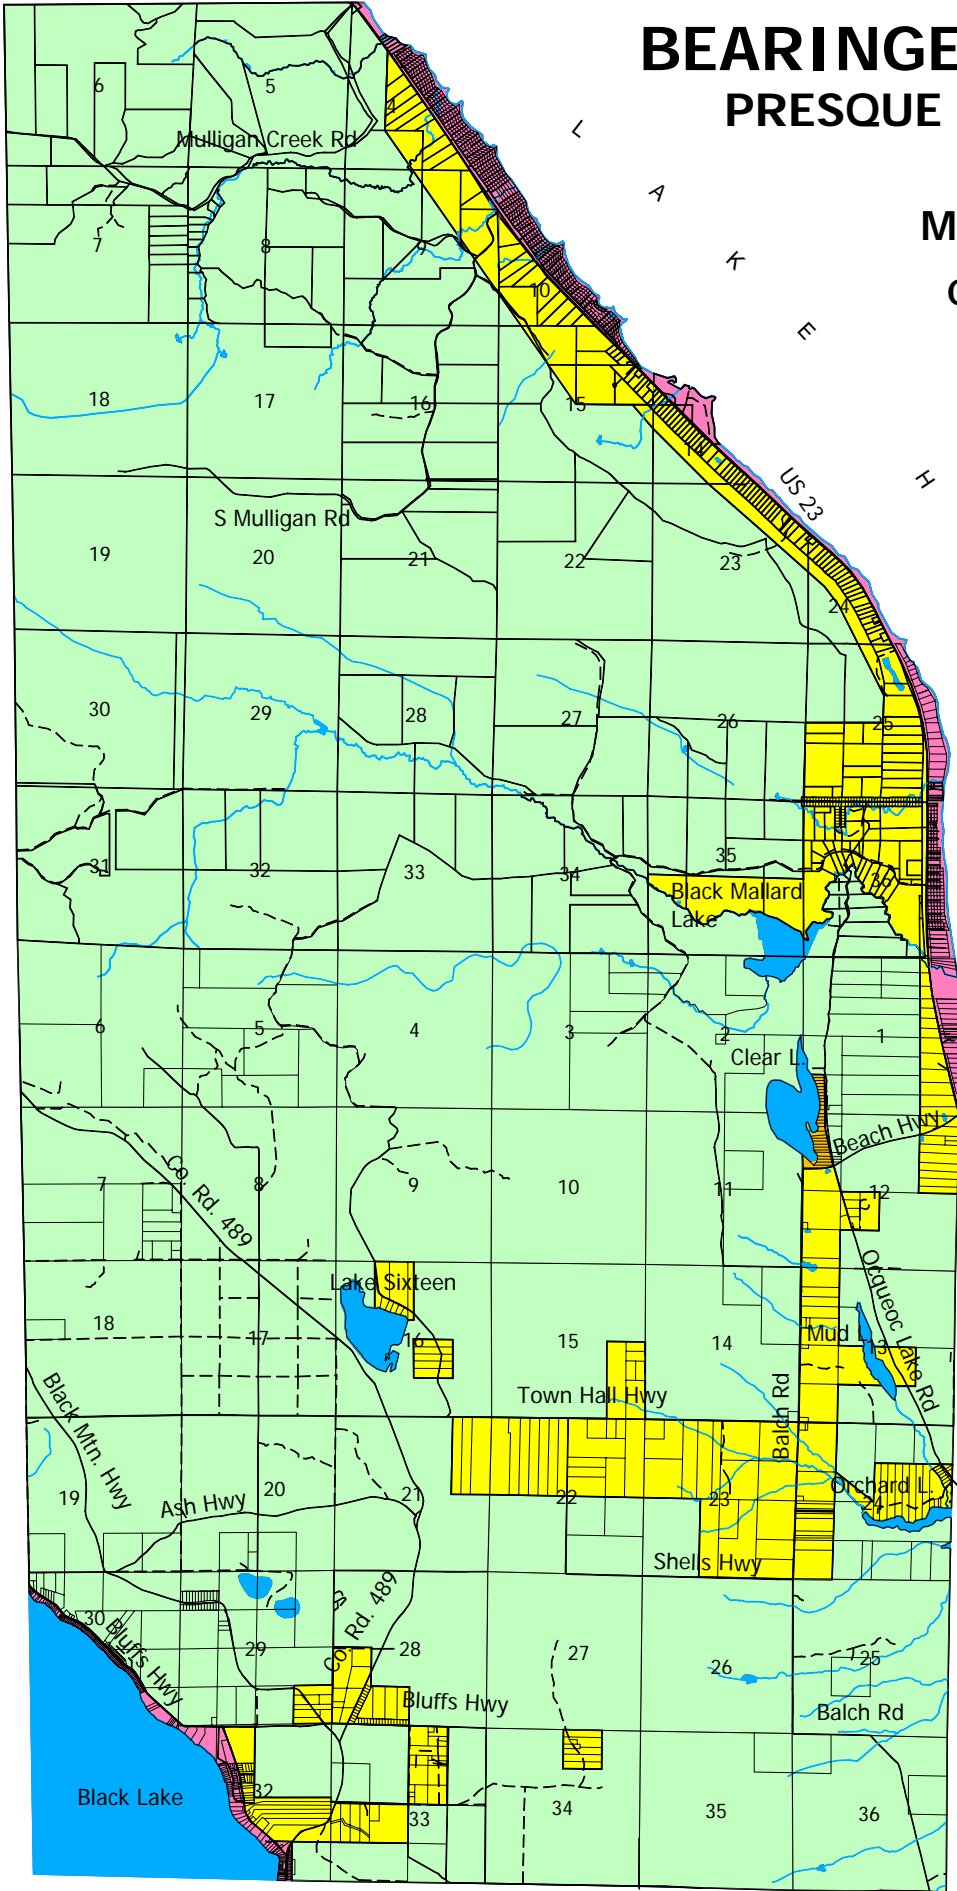 BEARINGE
PRESQUE
M
L
A
K
E
H
US 23
6
5
4
Mulligan Creek Rd
7
8
9
10
18
17
16
15
S Mulligan Rd
19
20
21
22
23
24
30
29
28
27
26
25
31
32
33
34
35
36
Black Mallard
Lake
6
5
4
3
2
1
Clear L.
Beach Hwy
7
8
9
10
11
12
Co. Rd. 489
Lake Sixteen
Ocqueoc Lake Rd
18
17
16
15
14
13
Mud L.
Black Mtn. Hwy
Town Hall Hwy
Balch Rd
19
20
21
22
23
24
Ash Hwy
Orchard L.
Shells Hwy
30
29
28
27
26
25
Bluffs Hwy
Co. Rd. 489
Bluffs Hwy
Balch Rd
Black Lake
32
33
34
35
36